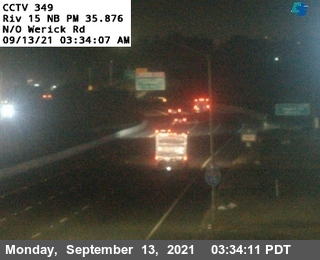 CCTV 349
Riv 15 NB PM 35.876
N/O Werick Rd
09/13/21 03:34:07 AM
Monday, September 13, 2021 03:34:11 PDT